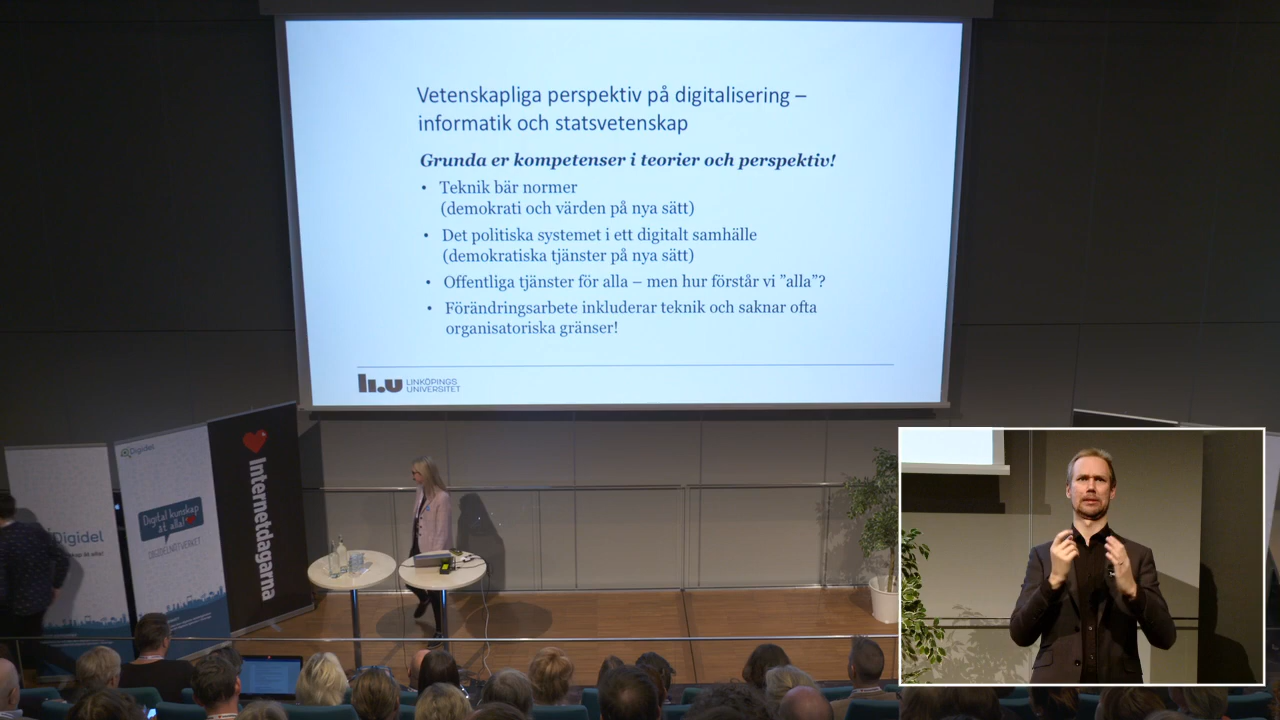 Vetenskapliga perspektiv på digitalisering –
informatik och statsvetenskap
Grunda er kompetenser i teorier och perspektiv!
• Teknik bär normer
(demokrati och värden på nya sätt)
• Det politiska systemet i ett digitalt samhälle
(demokratiska tjänster på nya sätt)
• Offentliga tjänster för alla – men hur förstår vi ”alla”?
• Förändringsarbete inkluderar teknik och saknar ofta
organisatoriska gränser!
LINKÖPINGS
UNIVERSITET
Digidel
Digidel
Digital kunskap
åt alla!
DIGIDELNÄTVERKET
Internetdagarna